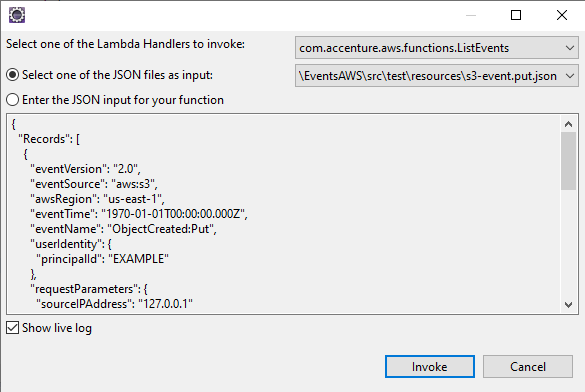 Select one of the Lambda Handlers to invoke:
com.accenture.aws.functions.ListEvents
Select one of the JSON files as input:
\EventsAWS\src\test\resources\s3-event.put.json
Enter the JSON input for your function
{
"Records": [
{
"eventVersion": "2.0",
"eventSource": "aws:s3",
"awsRegion": "us-east-1",
"eventTime": "1970-01-01T00:00:00.000Z",
"eventName": "ObjectCreated:Put",
"userIdentity": {
"principalId": "EXAMPLE"
},
"requestParameters": {
"sourceIPAddress": "127.0.0.1"
Show live log
Invoke
Cancel